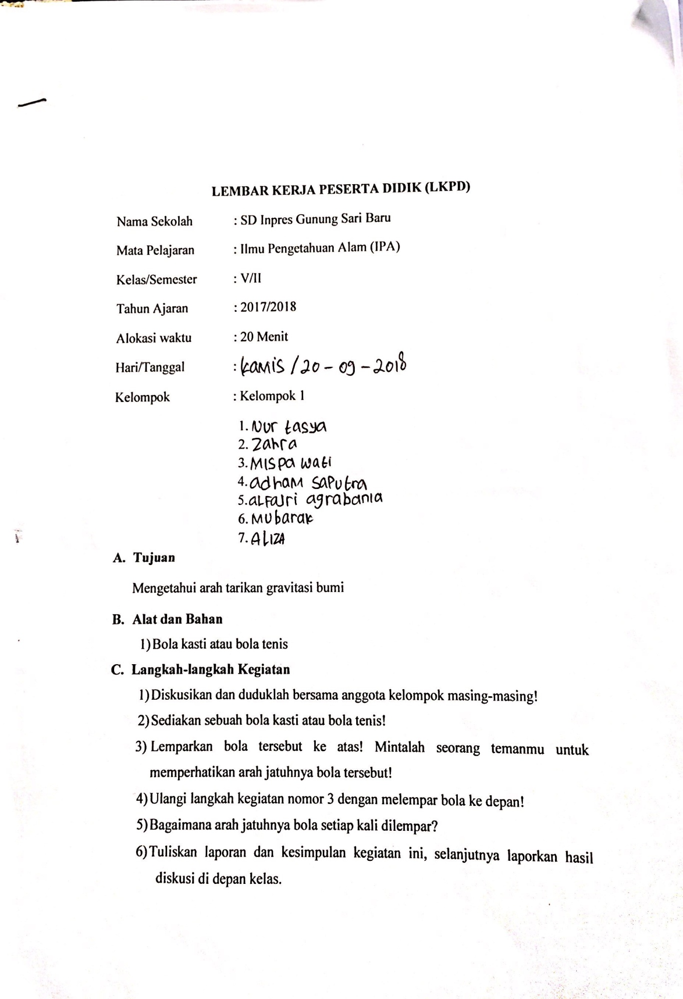 LEMBAR KERJA PESERTA DIDIK (LKPD)
Nama Sekolah : SD Inpres Gunung Sari Baru
Mata Pelajaran : Ilmu Pengetahuan Alam (IPA)
Kelas/Semester : V/II
Tahun Ajaran : 2017/2018
Alokasi waktu : 20 Menit
Hari/Tanggal : kamis / 20 - 09 - 2018
Kelompok : Kelompok 1
1. Nur tasya
2. Zahra
3. Mispa wati
4. adham saputra
5. alfajri agrabania
6. Mubarak
7. ALIZA
A. Tujuan
Mengetahui arah tarikan gravitasi bumi
B. Alat dan Bahan
1) Bola kasti atau bola tenis
C. Langkah-langkah Kegiatan
1) Diskusikan dan duduklah bersama anggota kelompok masing-masing!
2) Sediakan sebuah bola kasti atau bola tenis!
3) Lemparkan bola tersebut ke atas! Mintalah seorang temanmu untuk
memperhatikan arah jatuhnya bola tersebut!
4) Ulangi langkah kegiatan nomor 3 dengan melempar bola ke depan!
5) Bagaimana arah jatuhnya bola setiap kali dilempar?
6) Tuliskan laporan dan kesimpulan kegiatan ini, selanjutnya laporkan hasil
diskusi di depan kelas.